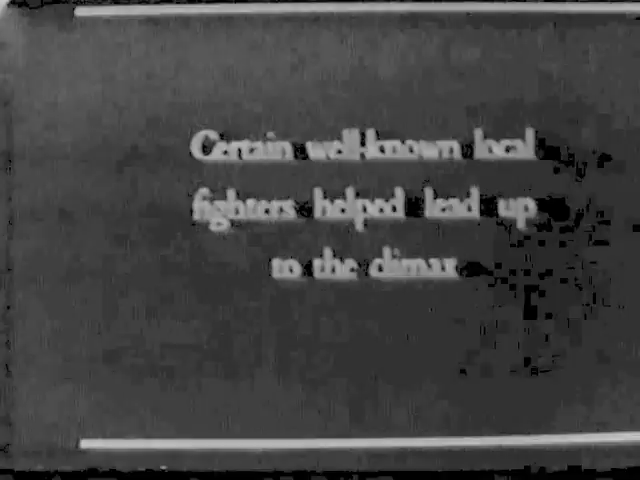 Certain well-known local
fighters helped lead up
to the climax